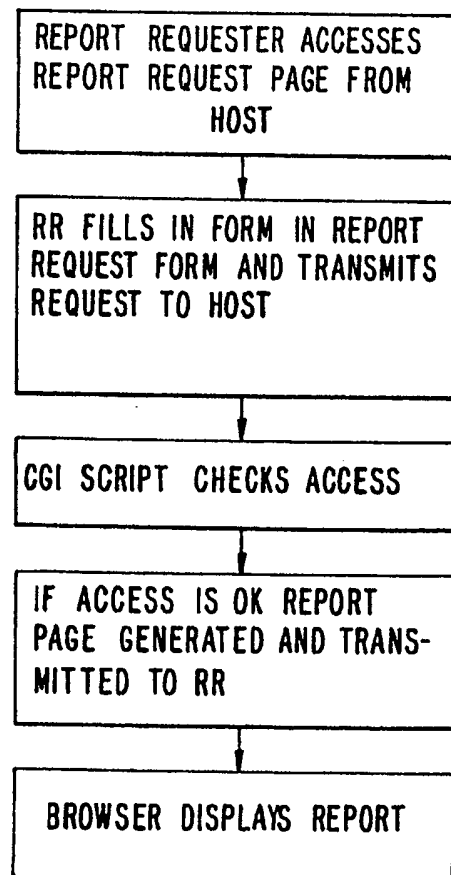 REPORT REQUESTER ACCESSES
REPORT REQUEST PAGE FROM
HOST
RR FILLS IN FORM IN REPORT
REQUEST FORM AND TRANSMITS
REQUEST TO HOST
CGI SCRIPT CHECKS ACCESS
IF ACCESS IS OK REPORT
PAGE GENERATED AND TRANS-
MITTED TO RR
BROWSER DISPLAYS REPORT